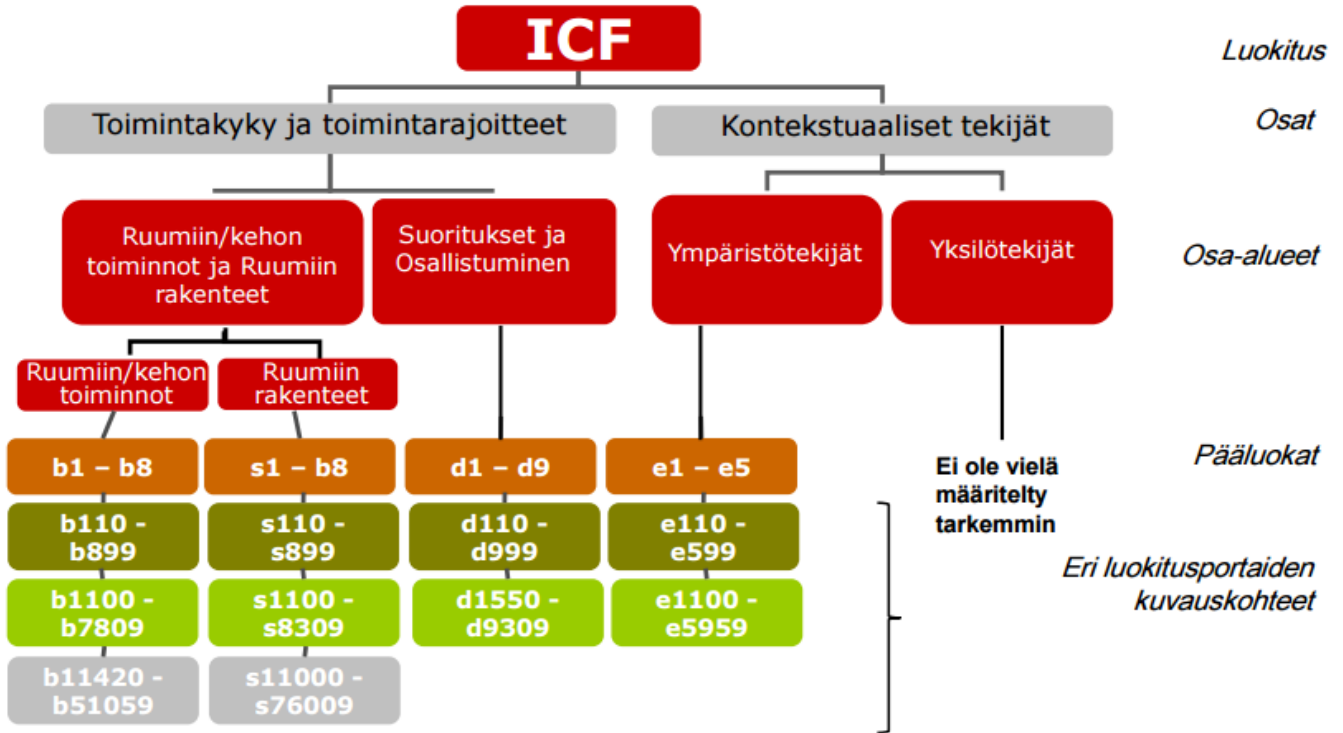 ICF
Luokitus
Toimintakyky ja toimintarajoitteet
Kontekstuaaliset tekijät
Osat
Ruumiin/kehon
toiminnot ja Ruumiin
rakenteet
Suoritukset ja
Osallistuminen
Ympäristötekijät
Yksilötekijät
Osa-alueet
Ruumiin/kehon
toiminnot
Ruumiin
rakenteet
b1 – b8
s1 – b8
d1 – d9
e1 – e5
Ei ole vielä
määritelty
tarkemmin
Pääluokat
b110 -
b899
s110 -
s899
d110 -
d999
e110 -
e599
b1100 -
b7809
s1100 -
s8309
d1550 -
d9309
e1100 -
e5959
Eri luokitusportaiden
kuvauskohteet
b11420 -
b51059
s11000 -
s76009